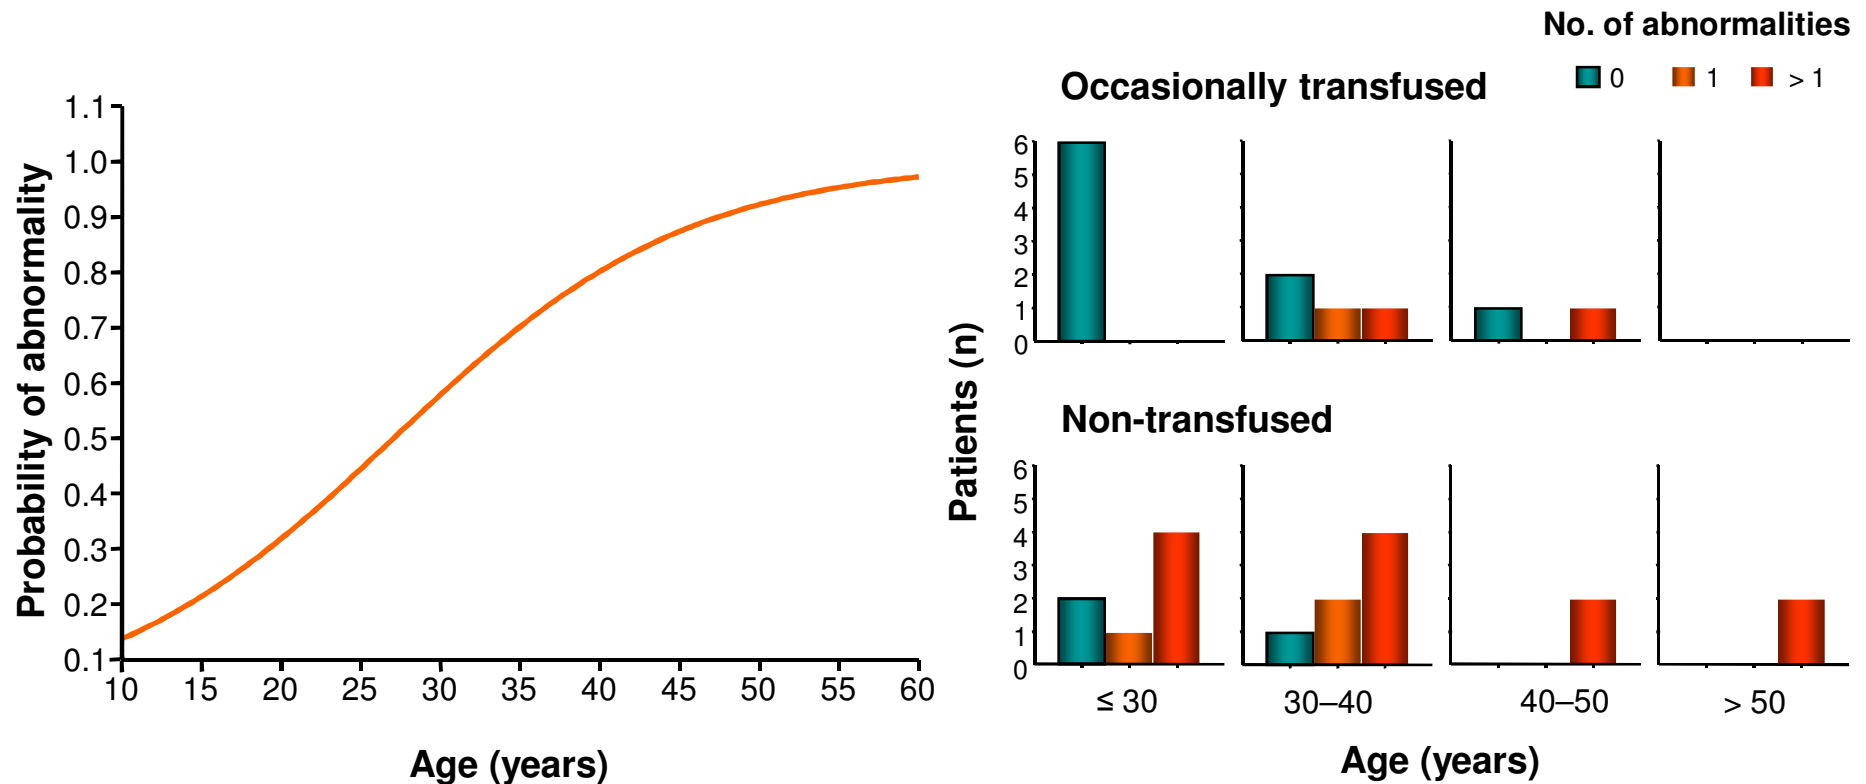 No. of abnormalities
0 1 > 1
Probability of abnormality
1.1
1.0
0.9
0.8
0.7
0.6
0.5
0.4
0.3
0.2
0.1
10 15 20 25 30 35 40 45 50 55 60
Age (years)
Occasionally transfused
Patients (n)
6
5
4
3
2
1
0
Non-transfused
6
5
4
3
2
1
0
≤ 30 30–40 40–50 > 50
Age (years)